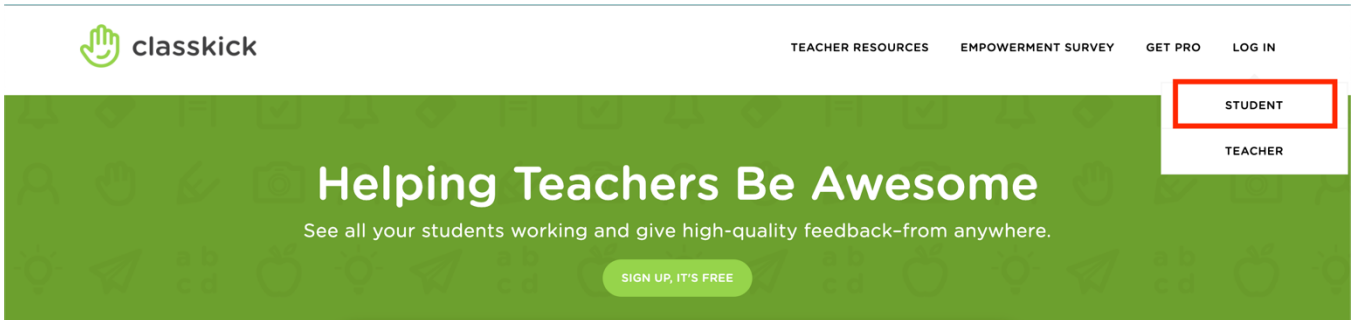 classkick
TEACHER RESOURCES EMPOWERMENT SURVEY GET PRO LOG IN
STUDENT
TEACHER
Helping Teachers Be Awesome
See all your students working and give high-quality feedback–from anywhere.
SIGN UP, IT'S FREE
a b
c d
a b
c d
a b
c d